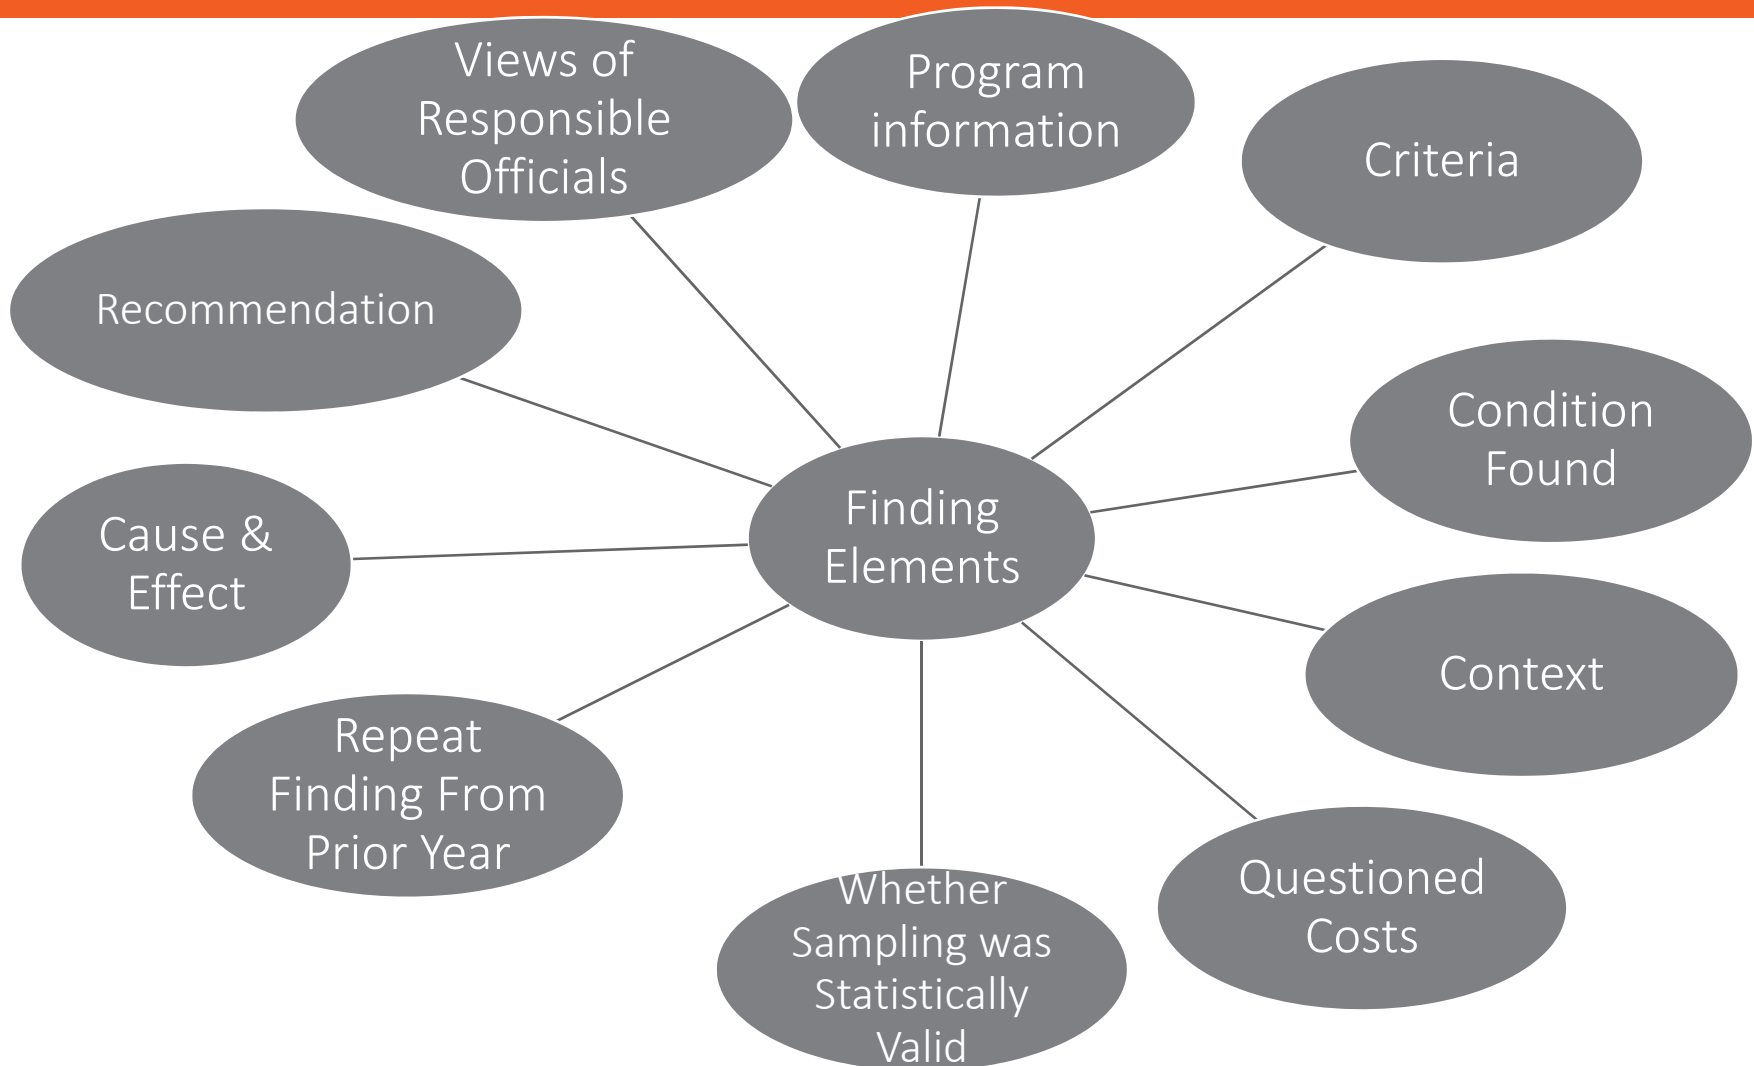 Views of
Responsible
Officials
Program
information
Criteria
Recommendation
Condition
Found
Finding
Elements
Cause &
Effect
Context
Repeat
Finding From
Prior Year
Questioned
Costs
Whether
Sampling was
Statistically
Valid